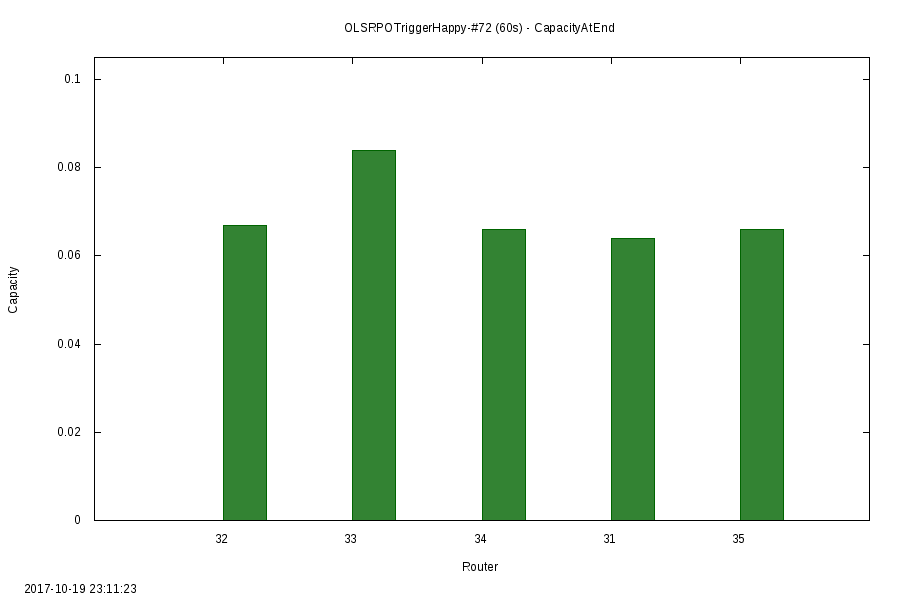 OLSRPOTriggerHappy-#72 (60s) - CapacityAtEnd
0.1
0.08
0.06
0.04
0.02
0
Capacity
32 33 34 31 35
Router
2017-10-19 23:11:23